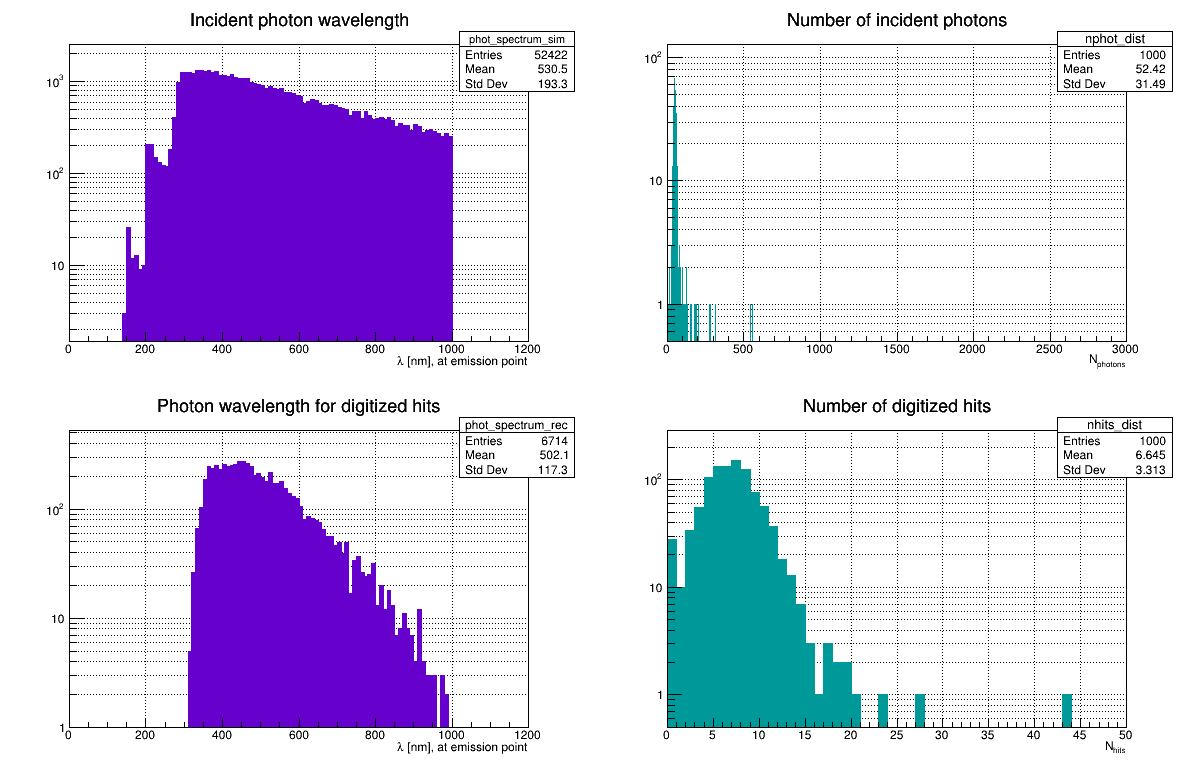 Incident photon wavelength
phot_spectrum_sim
Entries 52422
Mean 530.5
Std Dev 193.3
10³
10²
10
0 200 400 600 800 1000 1200
λ [nm], at emission point
Number of incident photons
nphot_dist
Entries 1000
Mean 52.42
Std Dev 31.49
10²
10
1
0 500 1000 1500 2000 2500 3000
Nphotons
Photon wavelength for digitized hits
phot_spectrum_rec
Entries 6714
Mean 502.1
Std Dev 117.3
10²
10
1
0 200 400 600 800 1000 1200
λ [nm], at emission point
Number of digitized hits
nhits_dist
Entries 1000
Mean 6.645
Std Dev 3.313
10²
10
1
0 5 10 15 20 25 30 35 40 45 50
Nhits